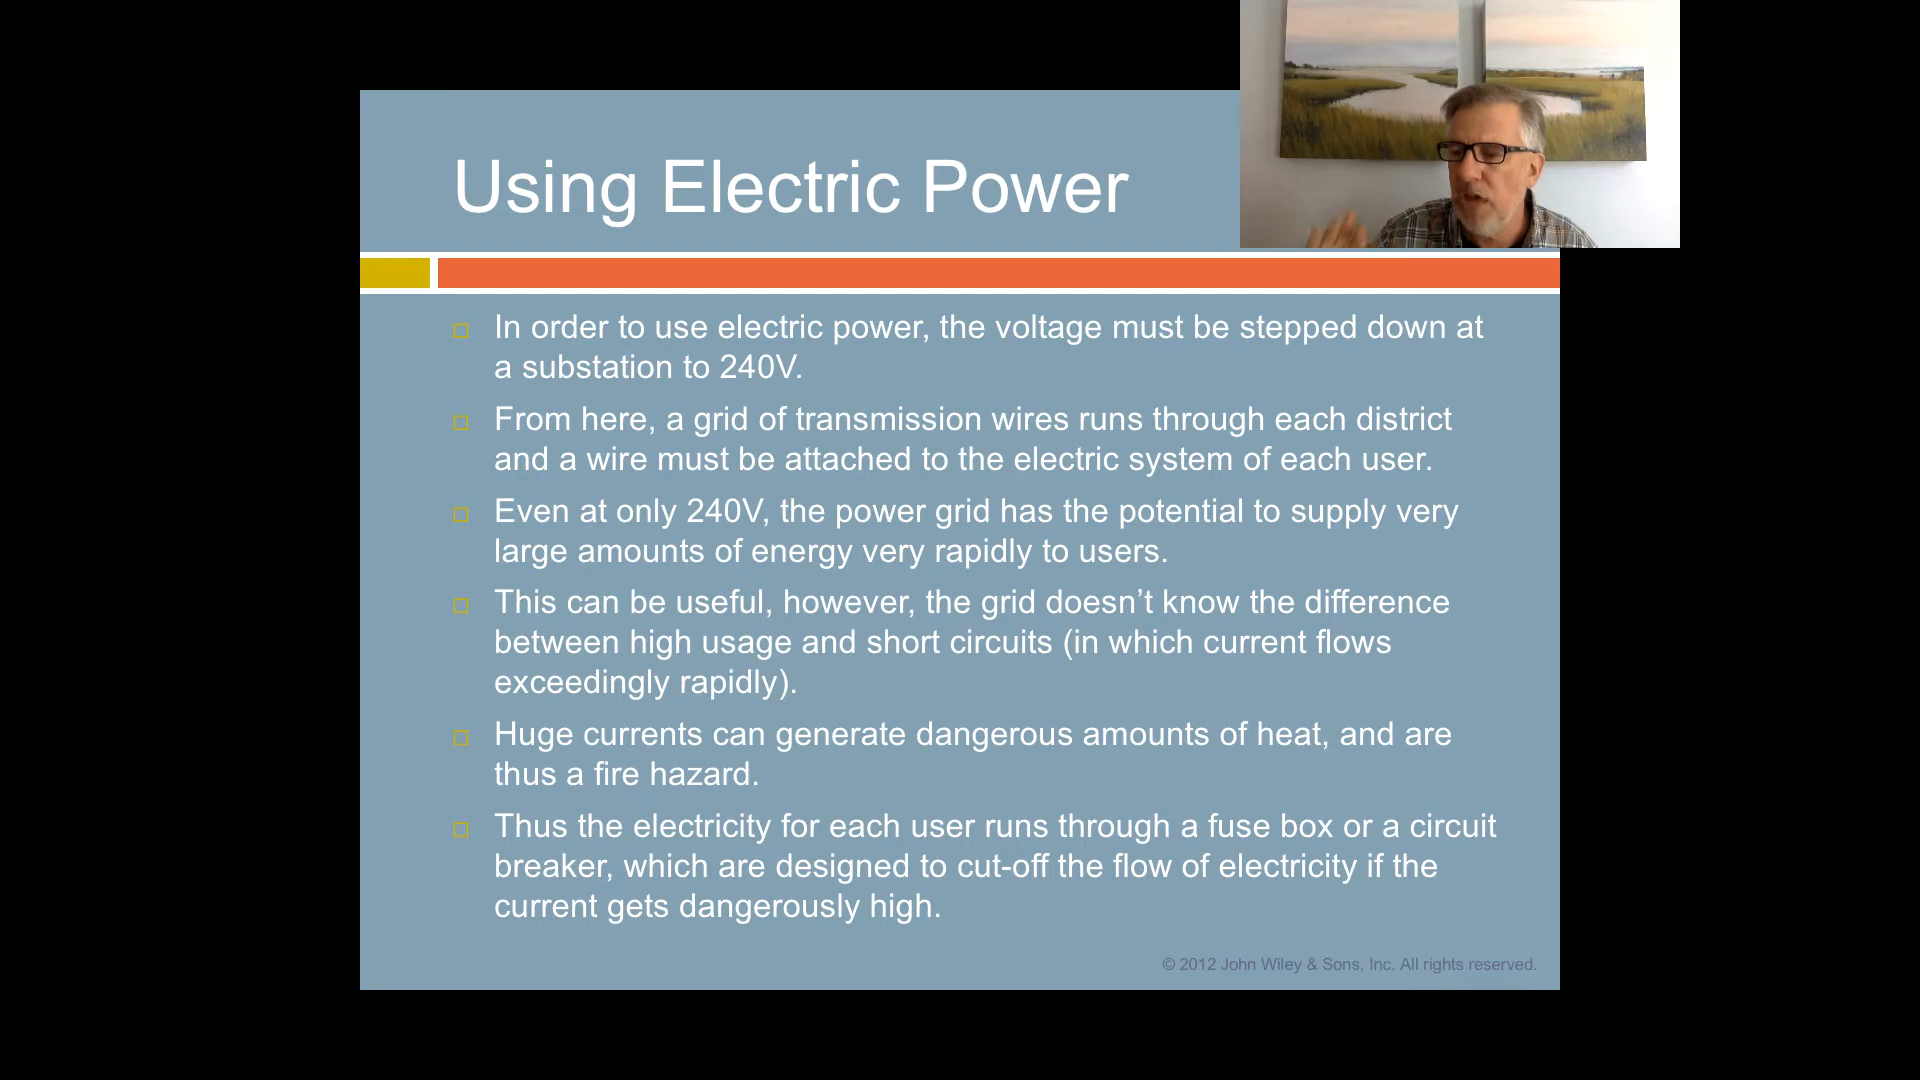 Using Electric Power
In order to use electric power, the voltage must be stepped down at
a substation to 240V.
From here, a grid of transmission wires runs through each district
and a wire must be attached to the electric system of each user.
Even at only 240V, the power grid has the potential to supply very
large amounts of energy very rapidly to users.
This can be useful, however, the grid doesn’t know the difference
between high usage and short circuits (in which current flows
exceedingly rapidly).
Huge currents can generate dangerous amounts of heat, and are
thus a fire hazard.
Thus the electricity for each user runs through a fuse box or a circuit
breaker, which are designed to cut-off the flow of electricity if the
current gets dangerously high.
© 2012 John Wiley & Sons, Inc. All rights reserved.